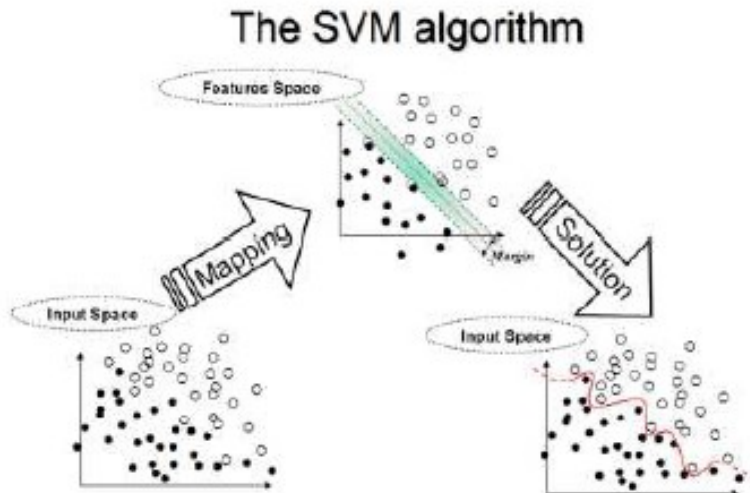 The SVM algorithm
Features Space
Mapping
Margin
Solution
Input Space
Input Space